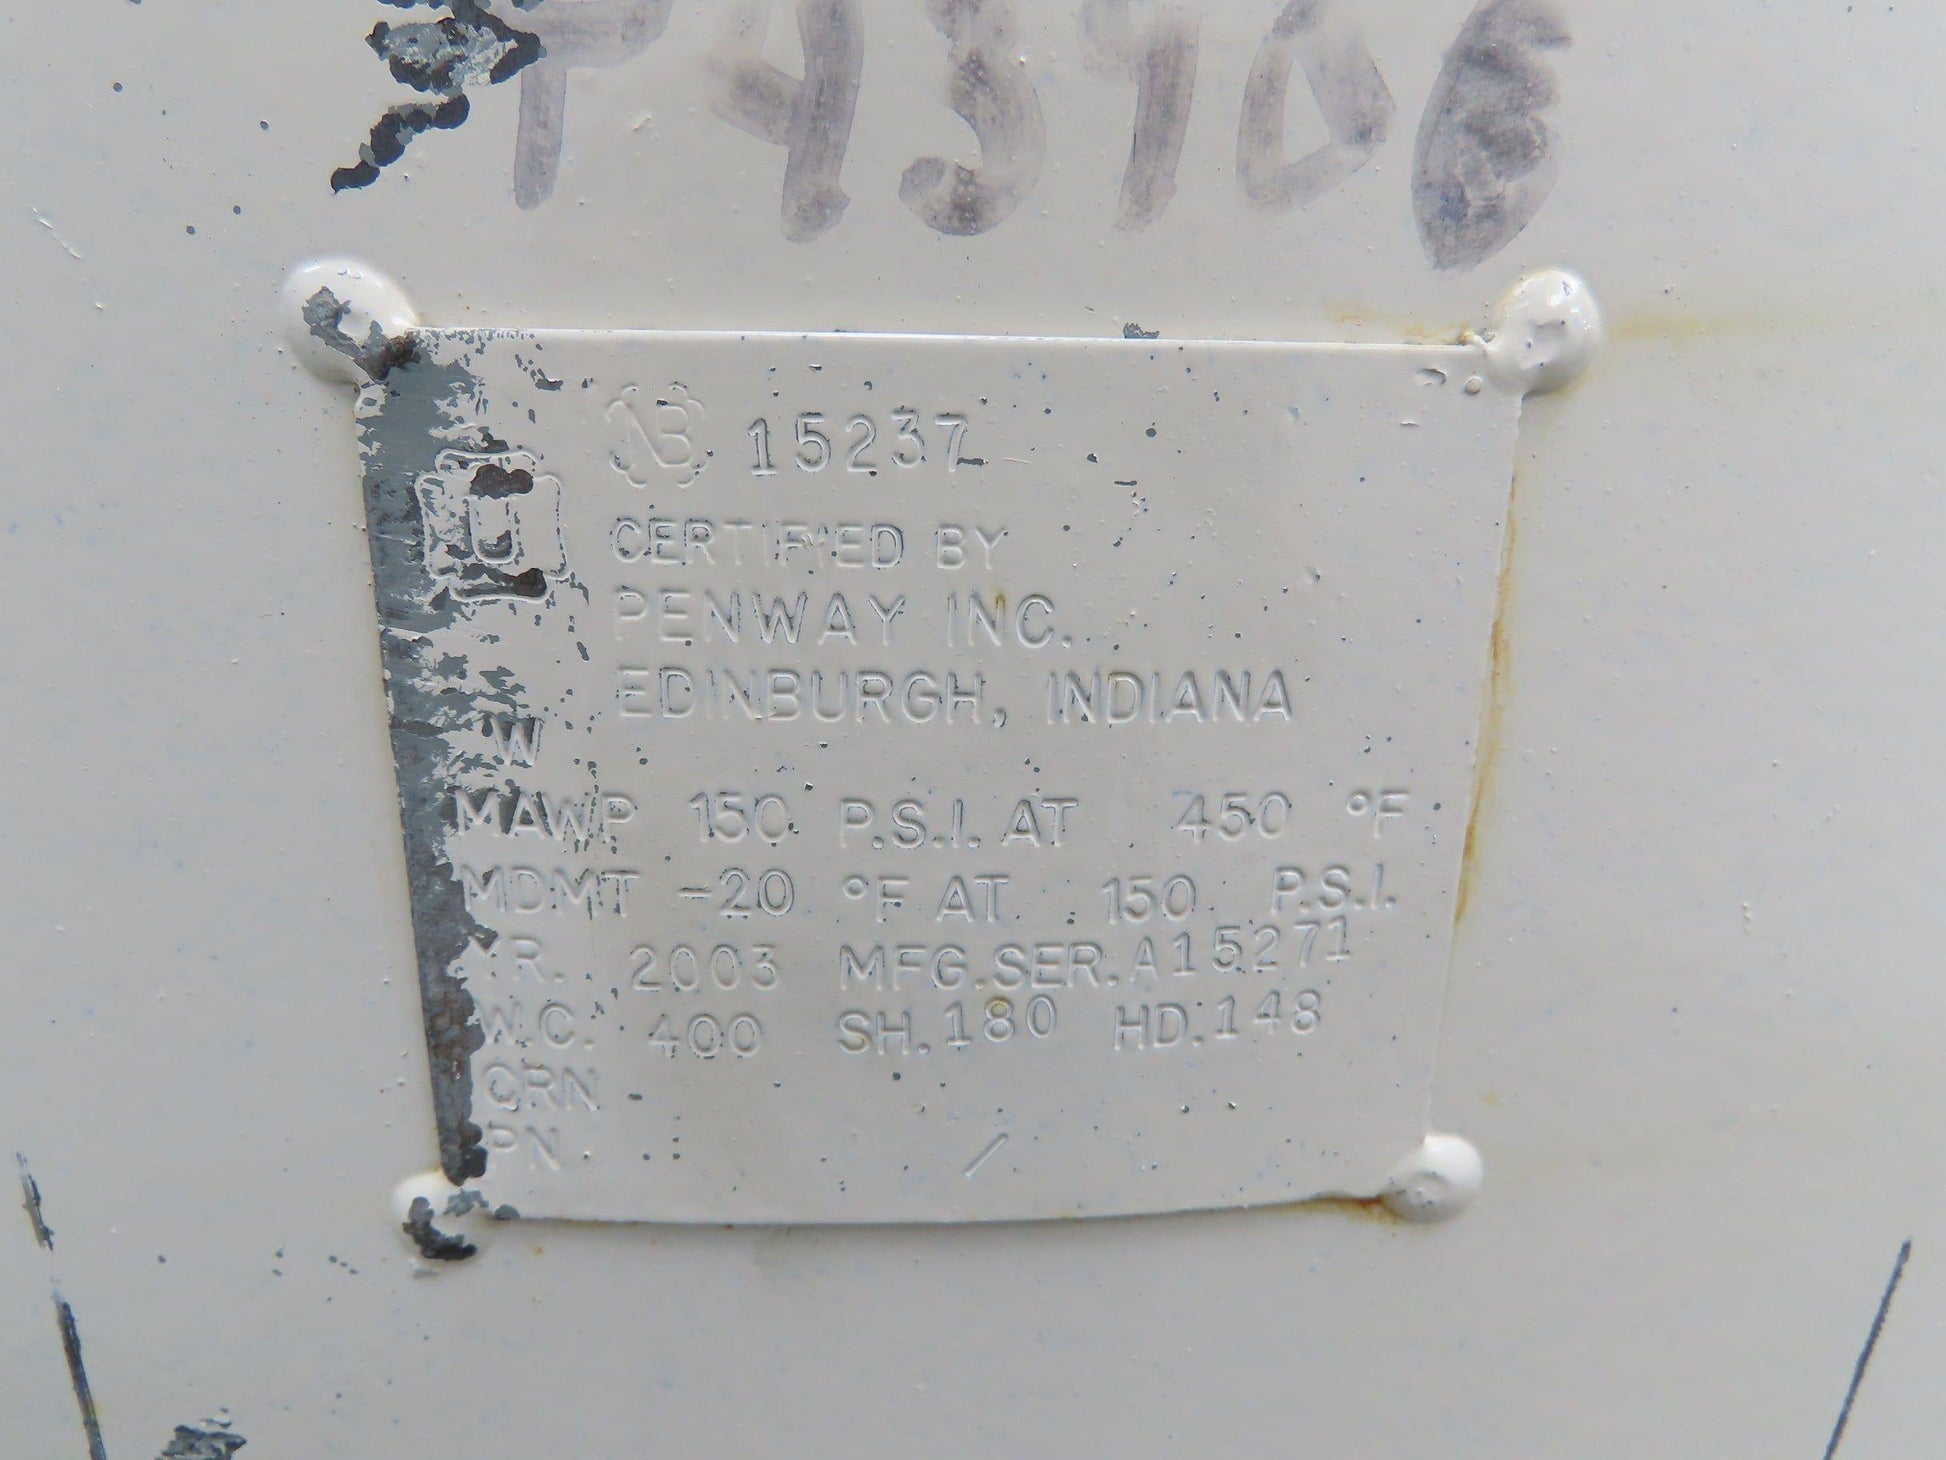 NB 15237
U
CERTIFIED BY
PENWAY INC.
EDINBURGH, INDIANA
W
MAWP 150 P.S.I. AT 450 °F
MDMT -20 °F AT 150 P.S.I.
YR. 2003 MFG.SER. A15271
W.C. 400 SH. 180 HD. 148
CRN
PN